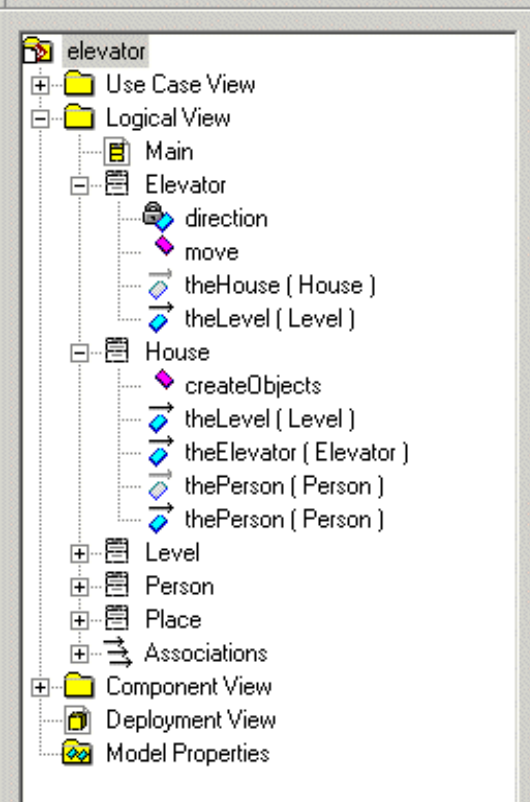 elevator
Use Case View
Logical View
Main
Elevator
direction
move
theHouse ( House )
theLevel ( Level )
House
createObjects
theLevel ( Level )
theElevator ( Elevator )
thePerson ( Person )
thePerson ( Person )
Level
Person
Place
Associations
Component View
Deployment View
Model Properties